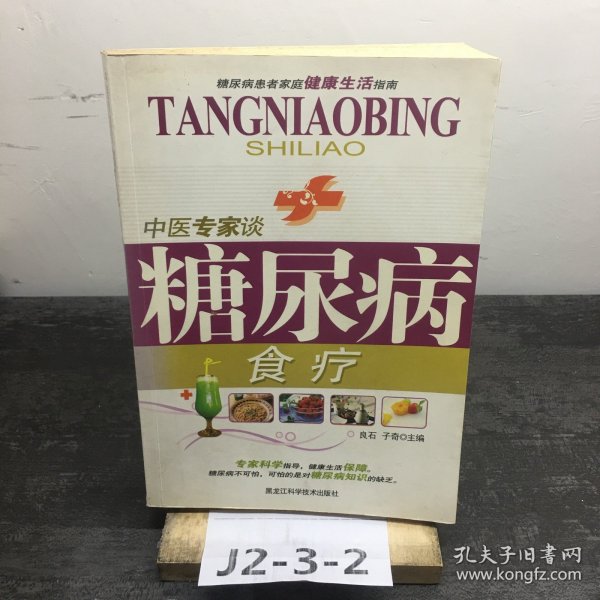 糖尿病患者家庭健康生活指南
TANGNIAOBING
SHILIAO
中医专家谈
糖尿病
食疗
良石 子奇◎主编
专家科学指导，健康生活保障。
糖尿病不可怕，可怕的是对糖尿病知识的缺乏。
黑龙江科学技术出版社
J2-3-2
孔夫子旧书网
www.kongfz.com